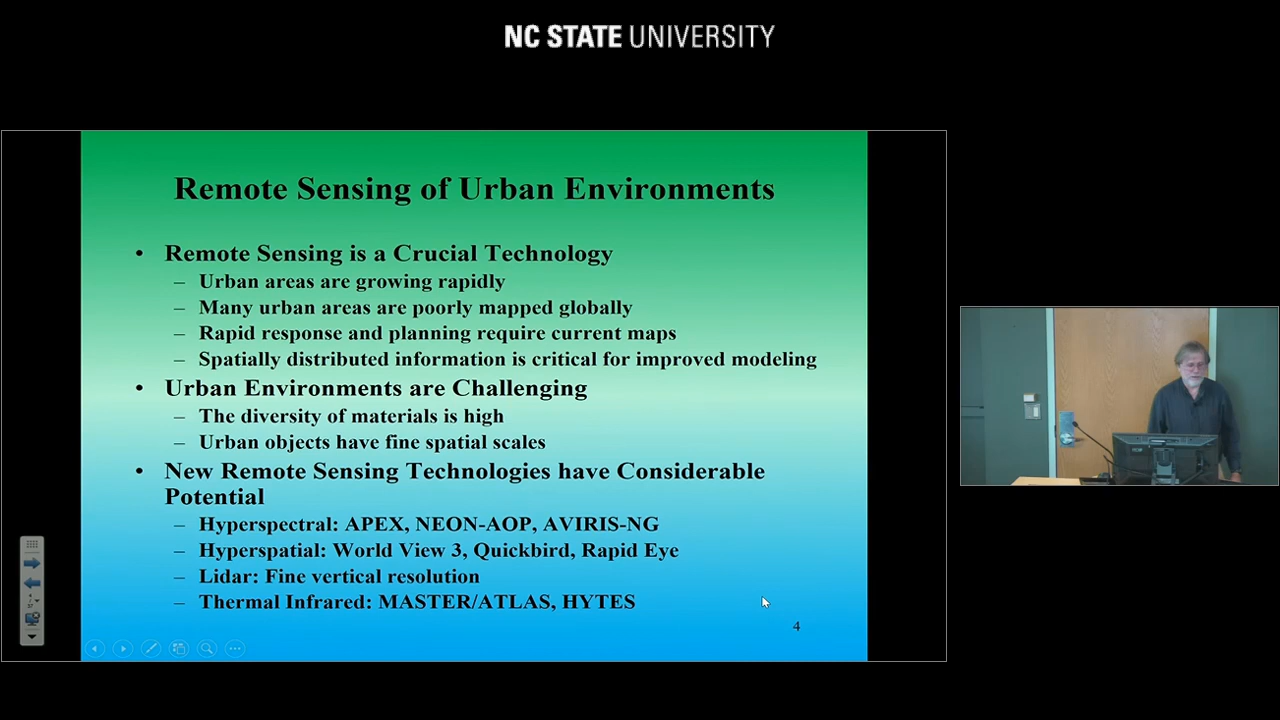 NC STATE UNIVERSITY
Remote Sensing of Urban Environments
• Remote Sensing is a Crucial Technology
– Urban areas are growing rapidly
– Many urban areas are poorly mapped globally
– Rapid response and planning require current maps
– Spatially distributed information is critical for improved modeling
• Urban Environments are Challenging
– The diversity of materials is high
– Urban objects have fine spatial scales
• New Remote Sensing Technologies have Considerable
Potential
– Hyperspectral: APEX, NEON-AOP, AVIRIS-NG
– Hyperspatial: World View 3, Quickbird, Rapid Eye
– Lidar: Fine vertical resolution
– Thermal Infrared: MASTER/ATLAS, HYTES
4